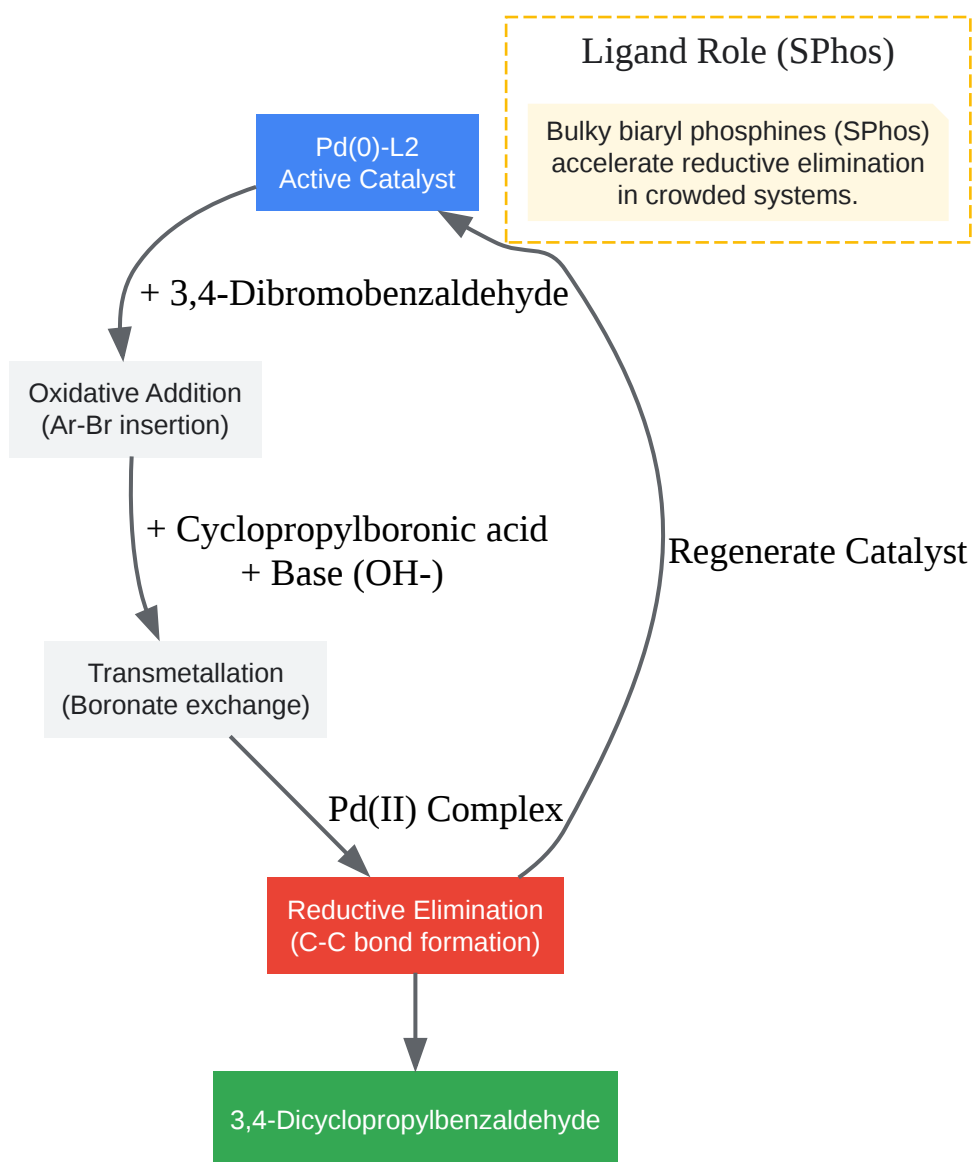 Ligand Role (SPhos)
Bulky biaryl phosphines (SPhos)
accelerate reductive elimination
in crowded systems.
Pd(0)-L2
Active Catalyst
+ 3,4-Dibromobenzaldehyde
Oxidative Addition
(Ar-Br insertion)
+ Cyclopropylboronic acid
+ Base (OH-)
Regenerate Catalyst
Transmetallation
(Boronate exchange)
Pd(II) Complex
Reductive Elimination
(C-C bond formation)
3,4-Dicyclopropylbenzaldehyde